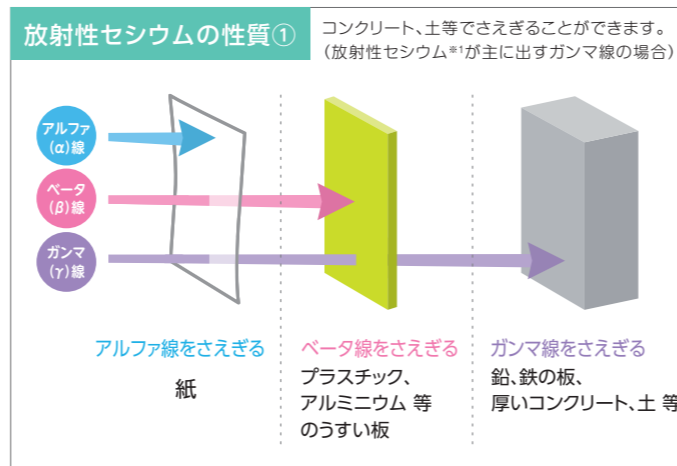 放射性セシウムの性質①
コンクリート、土等でさえぎることができます。
(放射性セシウム※1が主に出すガンマ線の場合)
アルファ
(α)線
ベータ
(β)線
ガンマ
(γ)線
アルファ線をさえぎる
紙
ベータ線をさえぎる
プラスチック、
アルミニウム 等
のうすい板
ガンマ線をさえぎる
鉛、鉄の板、
厚いコンクリート、土 等